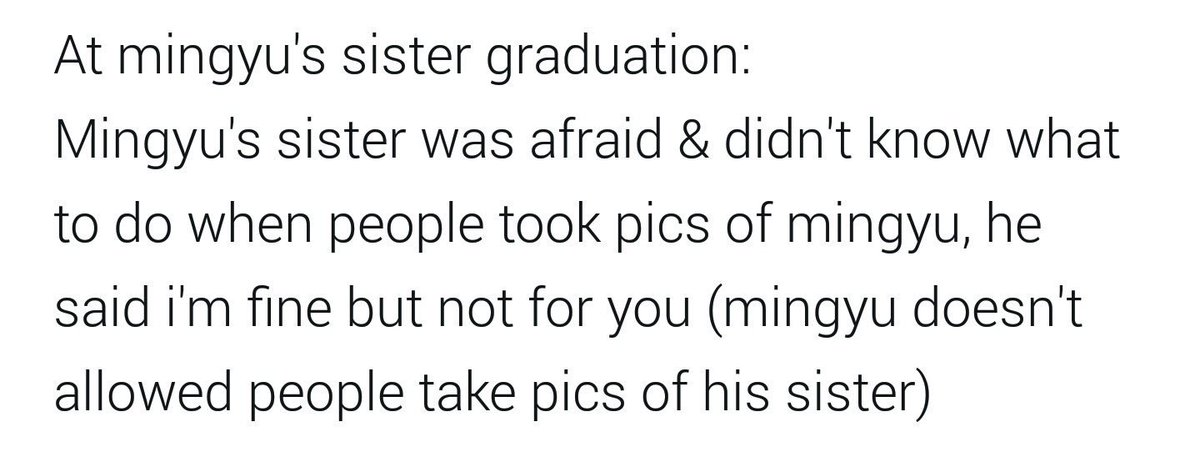 At mingyu's sister graduation:
Mingyu's sister was afraid & didn't know what
to do when people took pics of mingyu, he
said i'm fine but not for you (mingyu doesn't
allowed people take pics of his sister)